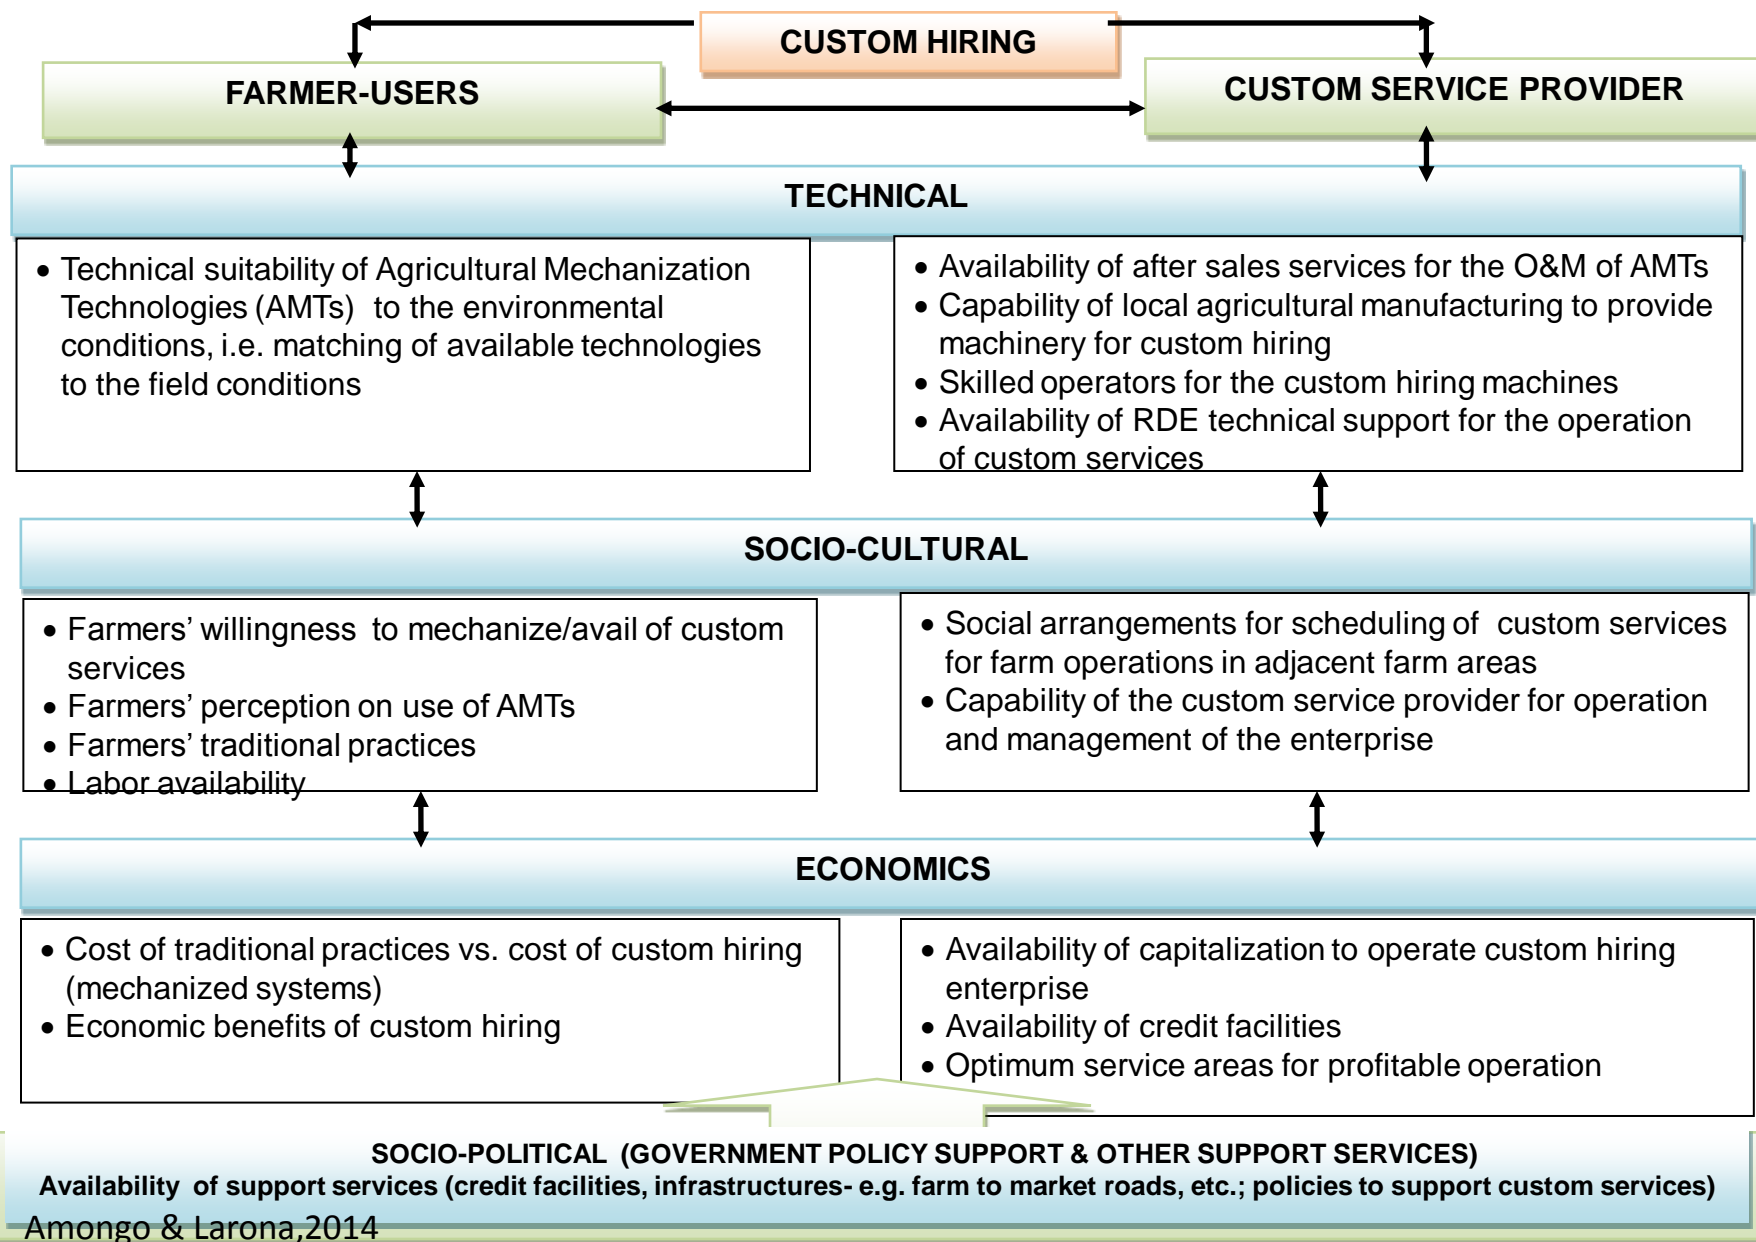 CUSTOM HIRING
FARMER-USERS
CUSTOM SERVICE PROVIDER
TECHNICAL
• Technical suitability of Agricultural Mechanization
Technologies (AMTs) to the environmental
conditions, i.e. matching of available technologies
to the field conditions
• Availability of after sales services for the O&M of AMTs
• Capability of local agricultural manufacturing to provide
machinery for custom hiring
• Skilled operators for the custom hiring machines
• Availability of RDE technical support for the operation
of custom services
SOCIO-CULTURAL
• Farmers’ willingness to mechanize/avail of custom
services
• Farmers’ perception on use of AMTs
• Farmers’ traditional practices
• Labor availability
• Social arrangements for scheduling of custom services
for farm operations in adjacent farm areas
• Capability of the custom service provider for operation
and management of the enterprise
ECONOMICS
• Cost of traditional practices vs. cost of custom hiring
(mechanized systems)
• Economic benefits of custom hiring
• Availability of capitalization to operate custom hiring
enterprise
• Availability of credit facilities
• Optimum service areas for profitable operation
SOCIO-POLITICAL (GOVERNMENT POLICY SUPPORT & OTHER SUPPORT SERVICES)
Availability of support services (credit facilities, infrastructures- e.g. farm to market roads, etc.; policies to support custom services)
Amongo & Larona,2014